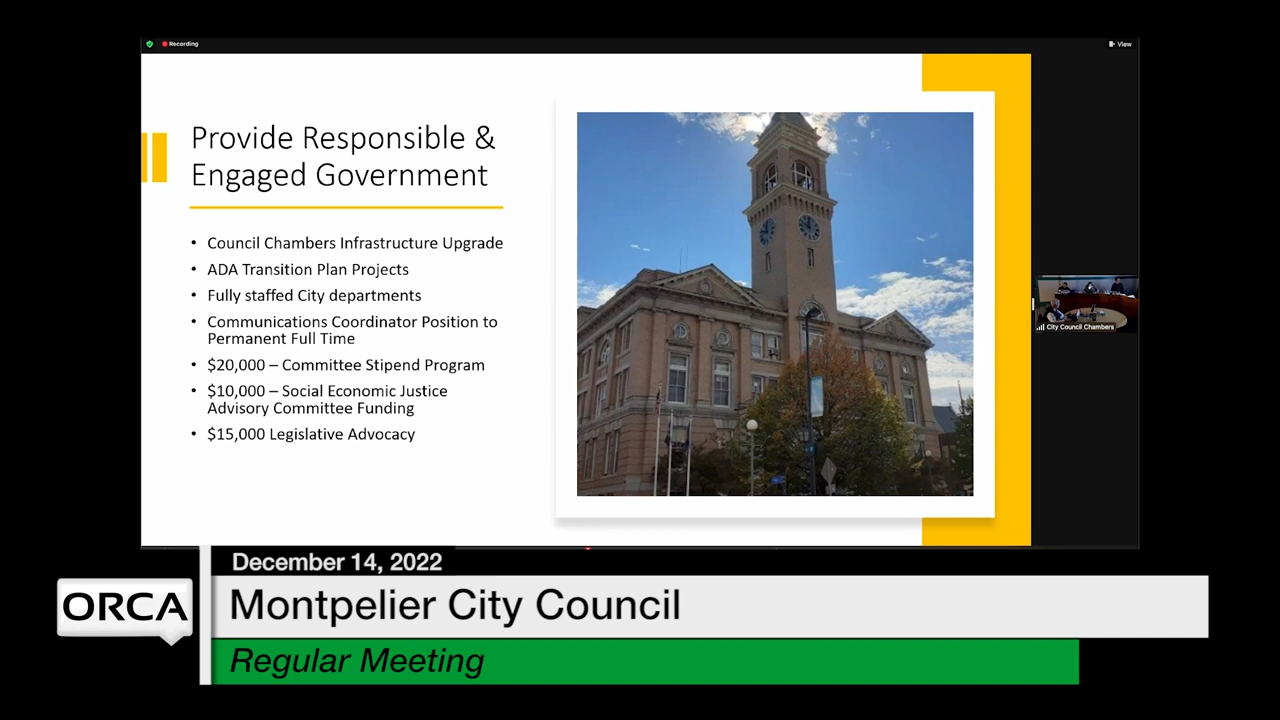 Recording
View
Provide Responsible &
Engaged Government
• Council Chambers Infrastructure Upgrade
• ADA Transition Plan Projects
• Fully staffed City departments
• Communications Coordinator Position to
Permanent Full Time
• $20,000 – Committee Stipend Program
• $10,000 – Social Economic Justice
Advisory Committee Funding
• $15,000 Legislative Advocacy
City Council Chambers
December 14, 2022
ORCA
Montpelier City Council
Regular Meeting